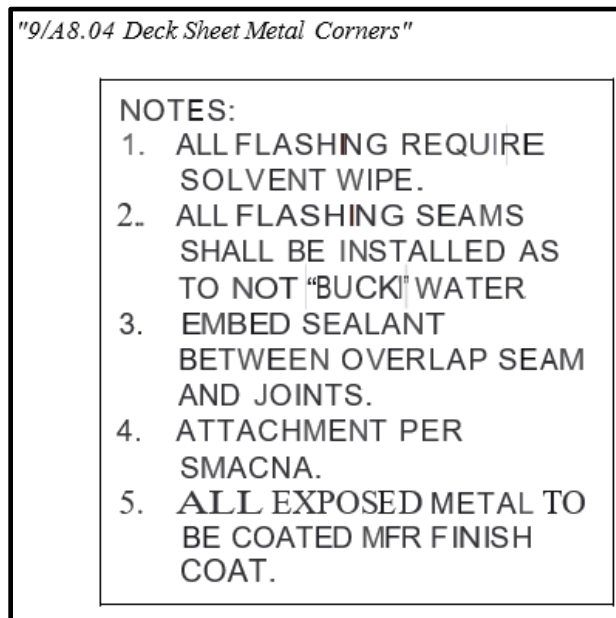 "9/A8.04 Deck Sheet Metal Corners"
NOTES:
1. ALL FLASHING REQUIRE
SOLVENT WIPE.
2.. ALL FLASHING SEAMS
SHALL BE INSTALLED AS
TO NOT “BUCKI” WATER
3. EMBED SEALANT
BETWEEN OVERLAP SEAM
AND JOINTS.
4. ATTACHMENT PER
SMACNA.
5. ALL EXPOSED METAL TO
BE COATED MFR FINISH
COAT.